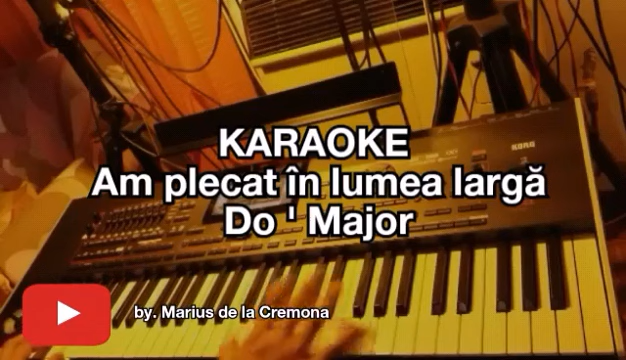 KORG
KARAOKE
Am plecat în lumea largă
Do ' Major
by. Marius de la Cremona